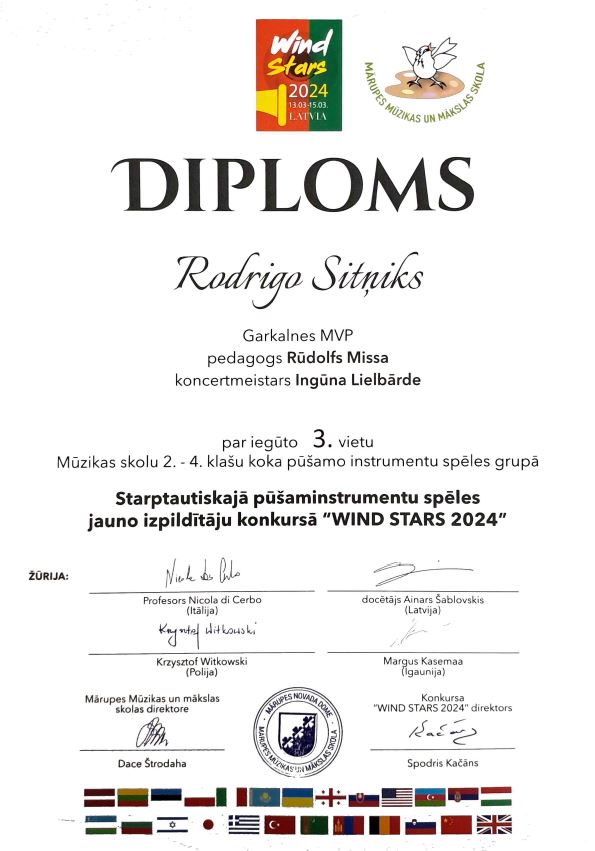 Wind
Stars
2024
13.03-15.03.
LATVIA
MĀRUPES MŪZIKAS UN MĀKSLAS SKOLA
DIPLOMS
Rodrigo Sitņiks
Garkalnes MVP
pedagogs Rūdolfs Missa
koncertmeistars Ingūna Lielbārde
par iegūto 3. vietu
Mūzikas skolu 2. - 4. klašu koka pūšamo instrumentu spēles grupā
Starptautiskajā pūšaminstrumentu spēles
jauno izpildītāju konkursā “WIND STARS 2024”
ŽŪRIJA:
Profesors Nicola di Cerbo
(Itālija)
docētājs Ainars Šablovskis
(Latvija)
Krzysztof Witkowski
Krzysztof Witkowski
(Polija)
Margus Kasemaa
(Igaunija)
Mārupes Mūzikas un mākslas
skolas direktore
Dace Štrodaha
MĀRUPES NOVADA DOME
MĀRUPES MŪZIKAS UN MĀKSLAS SKOLA
Konkursa
“WIND STARS 2024” direktors
Kačāns
Spodris Kačāns